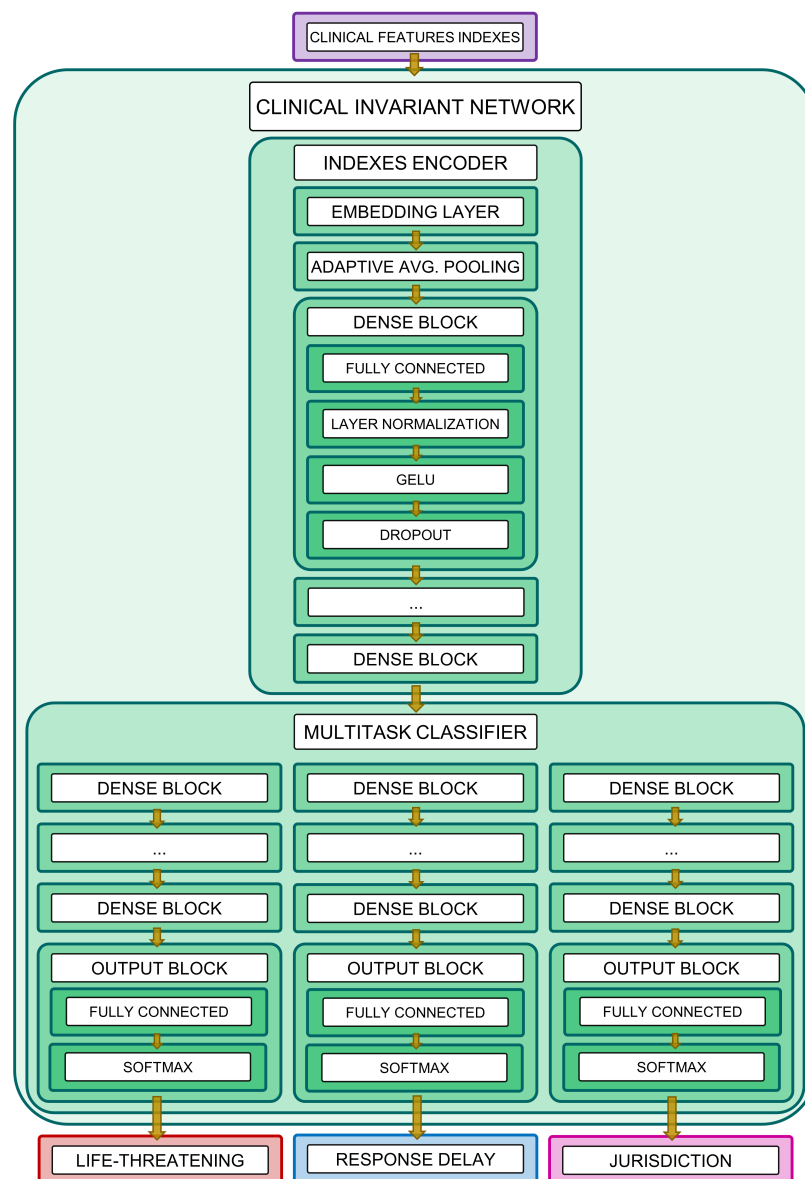 CLINICAL FEATURES INDEXES
CLINICAL INVARIANT NETWORK
INDEXES ENCODER
EMBEDDING LAYER
ADAPTIVE AVG. POOLING
DENSE BLOCK
FULLY CONNECTED
LAYER NORMALIZATION
GELU
DROPOUT
...
DENSE BLOCK
MULTITASK CLASSIFIER
DENSE BLOCK
...
DENSE BLOCK
OUTPUT BLOCK
FULLY CONNECTED
SOFTMAX
LIFE-THREATENING
DENSE BLOCK
...
DENSE BLOCK
OUTPUT BLOCK
FULLY CONNECTED
SOFTMAX
RESPONSE DELAY
DENSE BLOCK
...
DENSE BLOCK
OUTPUT BLOCK
FULLY CONNECTED
SOFTMAX
JURISDICTION